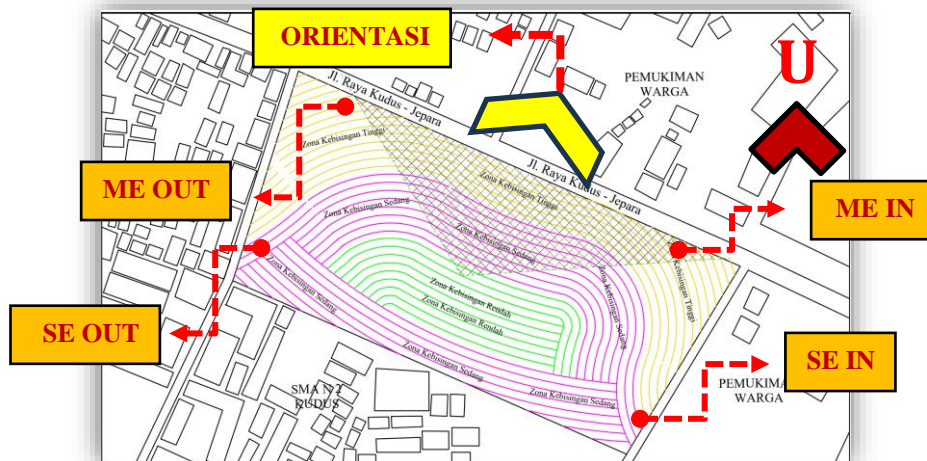 ORIENTASI
U
Jl. Raya Kudus - Jepara
PEMUKIMAN
WARGA
Zona Kebisingan Tinggi
Jl. Raya Kudus - Jepara
Zona Kebisingan Tinggi
ME OUT
ME IN
Zona Kebisingan Sedang
Zona Kebisingan Sedang
Zona Kebisingan Sedang
Zona Kebisingan Sedang
Kebisingan Tinggi
Zona Kebisingan Rendah
Zona Kebisingan Rendah
SE OUT
SE IN
Zona Kebisingan Sedang
Zona Kebisingan Sedang
SMA N 2
KUDUS
PEMUKIMA
WARGA